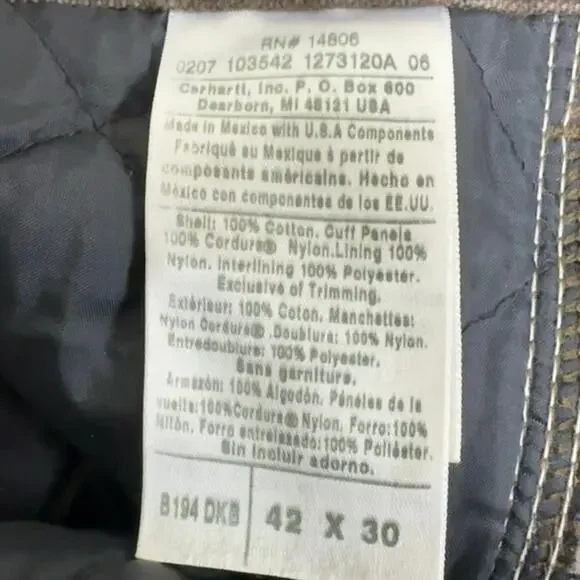 RN# 14806
0207 103542 1273120A 06
Carhartt, Inc. P. O. Box 600
Dearborn, MI 48121 USA
Made in Mexico with U.S.A Components
Fabriqué au Mexique à partir de
composants américains. Hecho en
México con componentes de los EE.UU.
Shell: 100% Cotton. Cuff Panels
100% Cordura® Nylon.Lining 100%
Nylon. Interlining 100% Polyester.
Exclusive of Trimming.
Extérieur: 100% Coton. Manchettes:
Nylon Cordura® .Doublure: 100% Nylon.
Entredoublure: 100% Polyester.
Sans garniture.
Armazón: 100% Algodón. Páneles de la
vuelta:100%Cordura® Nylon. Forro:100%
Nilón. Forro entrelazado:100% Poliéster.
Sin incluir adorno.
B194 DKB 42 X 30